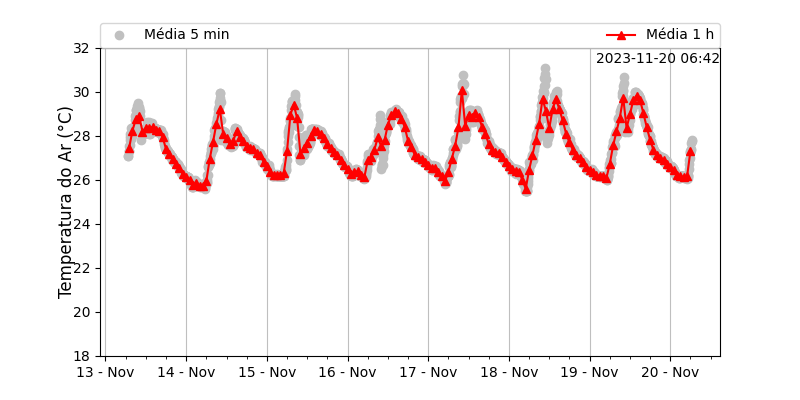 Média 5 min
Média 1 h
2023-11-20 06:42
Temperatura do Ar (°C)
32
30
28
26
24
22
20
18
13 - Nov
14 - Nov
15 - Nov
16 - Nov
17 - Nov
18 - Nov
19 - Nov
20 - Nov